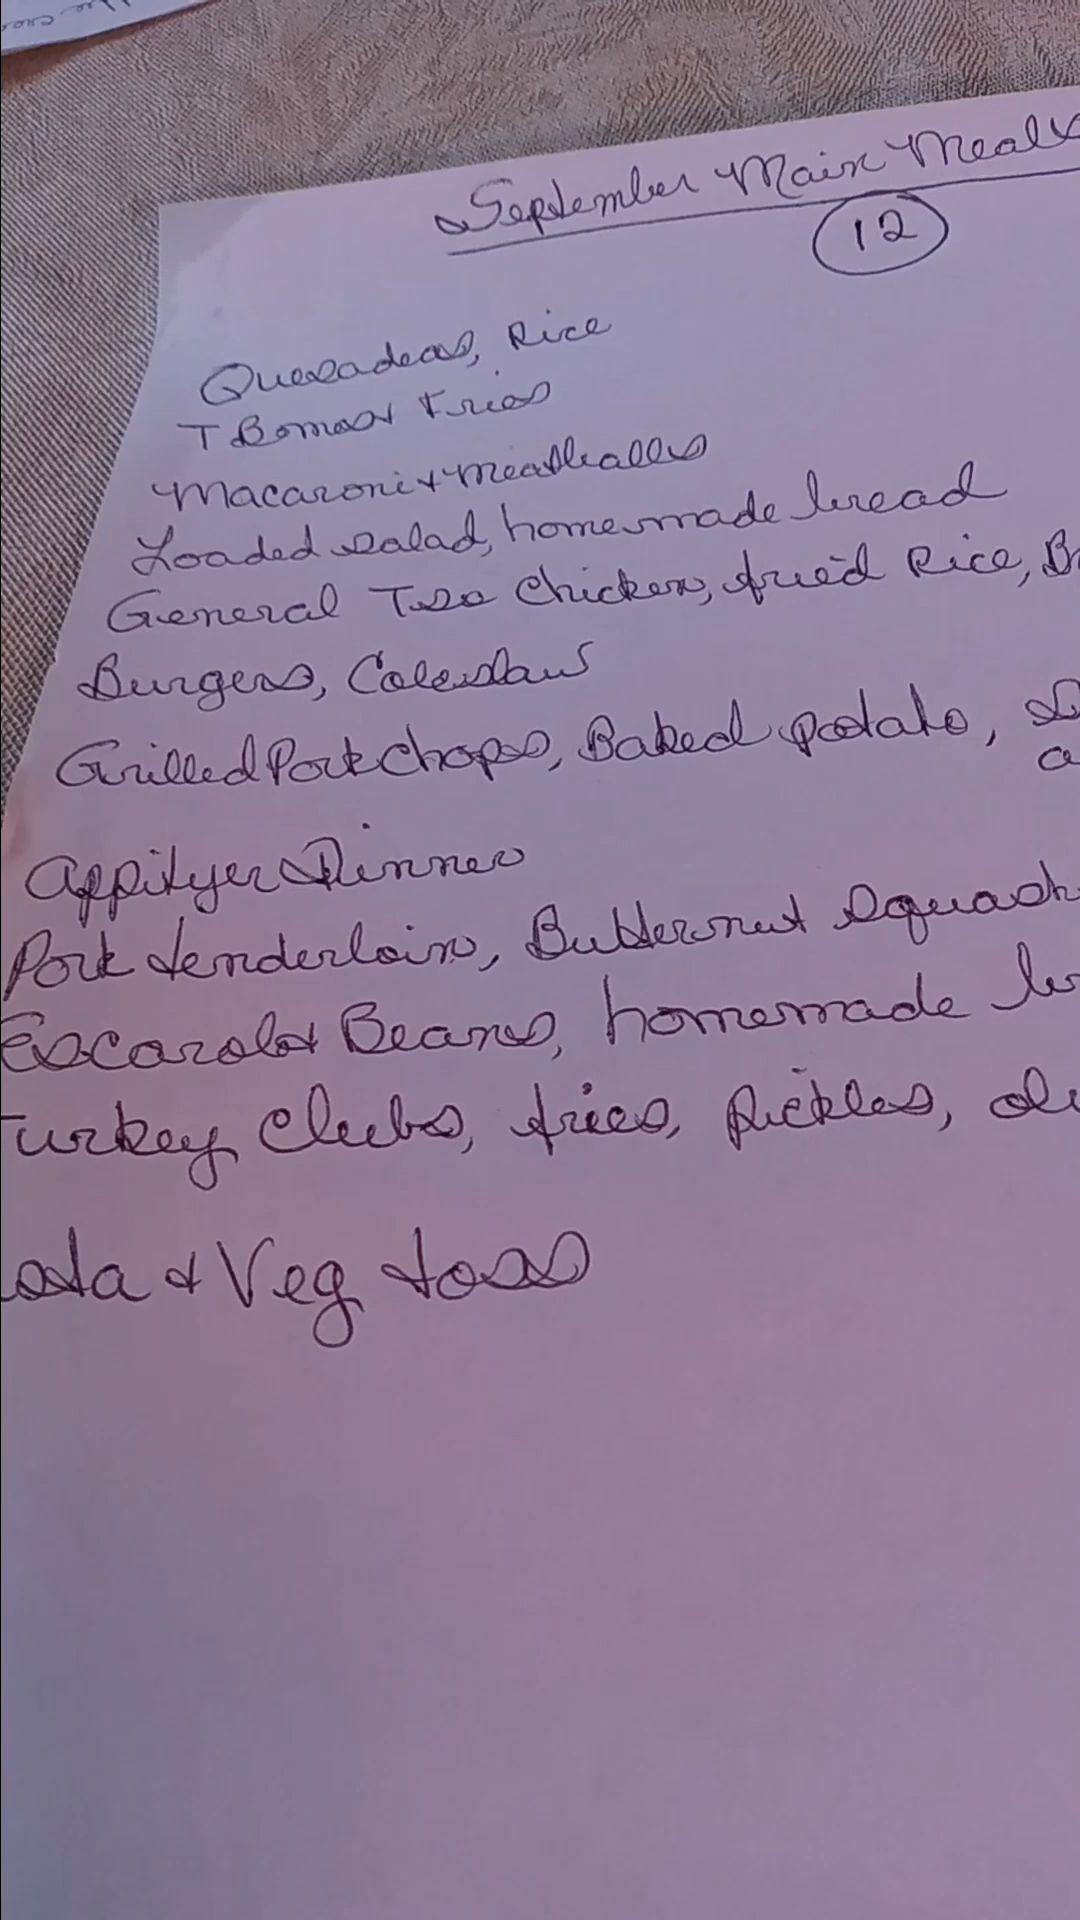 September Main Meals
12
Quesadeas, Rice
T Bones + Fries
Macaroni + Meatballs
Loaded salad, homemade bread
General Tso Chicken, fried Rice,
Burgers, Coleslaw
Grilled Pork Chops, Baked potato,
appityer Dinner
Pork tenderloin, Butternut Squash
Escarole + Beans, homemade
Turkey Clubs, fries, Pickles,
& Veg toss